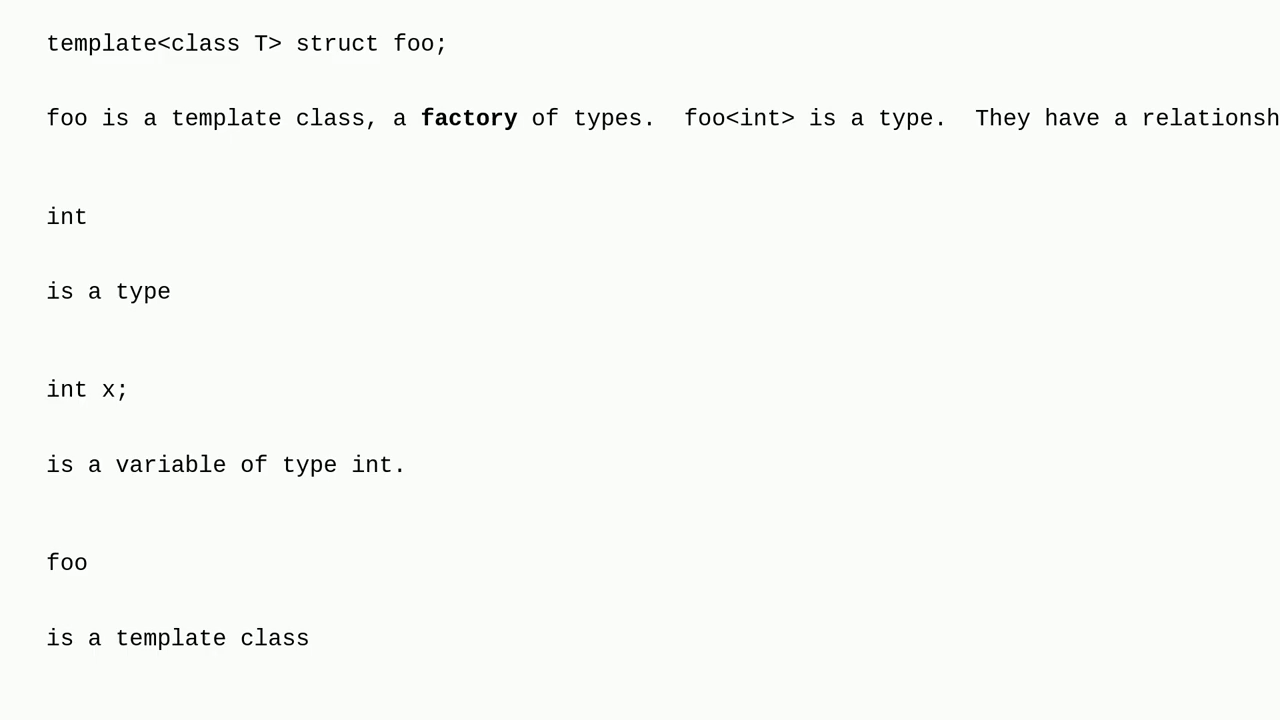 template<class T> struct foo;
foo is a template class, a factory of types.  foo<int> is a type.  They have a
int
is a type
int x;
is a variable of type int.
foo
is a template class